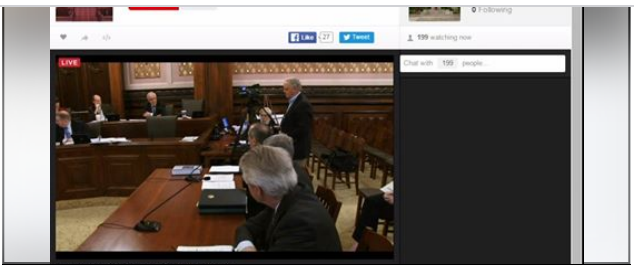 0 Following
Like 27 Tweet
199 watching now
LIVE
Chat with 199 people...